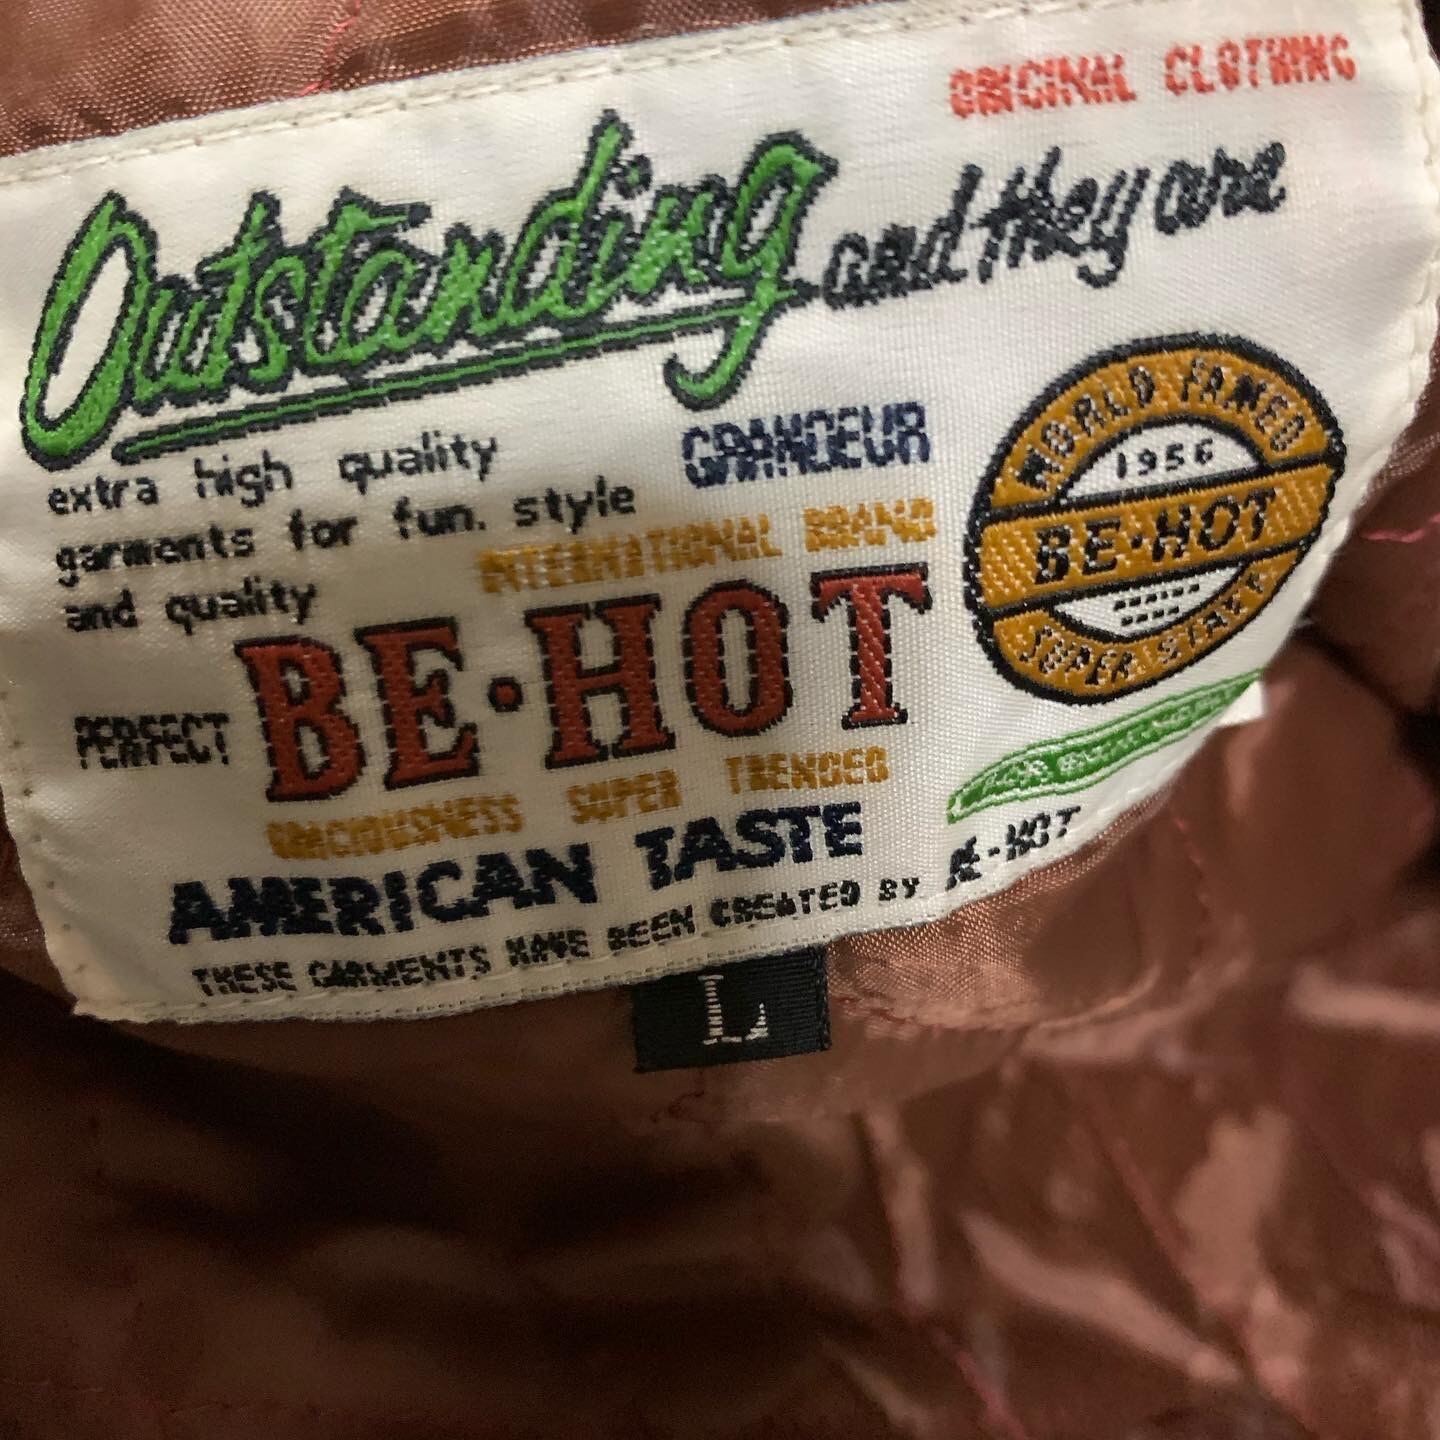 ORIGINAL CLOTHING
Outstanding and they are
extra high quality
garments for fun. style
and quality
GRANDEUR
INTERNATIONAL BRAND
PERFECT
BE·HOT
SUPER TRENDED
AMERICAN TASTE
THESE GARMENTS HAVE BEEN CREATED BY BE-HOT
WORLD FAMED
1956
BE·HOT
SUPER
L